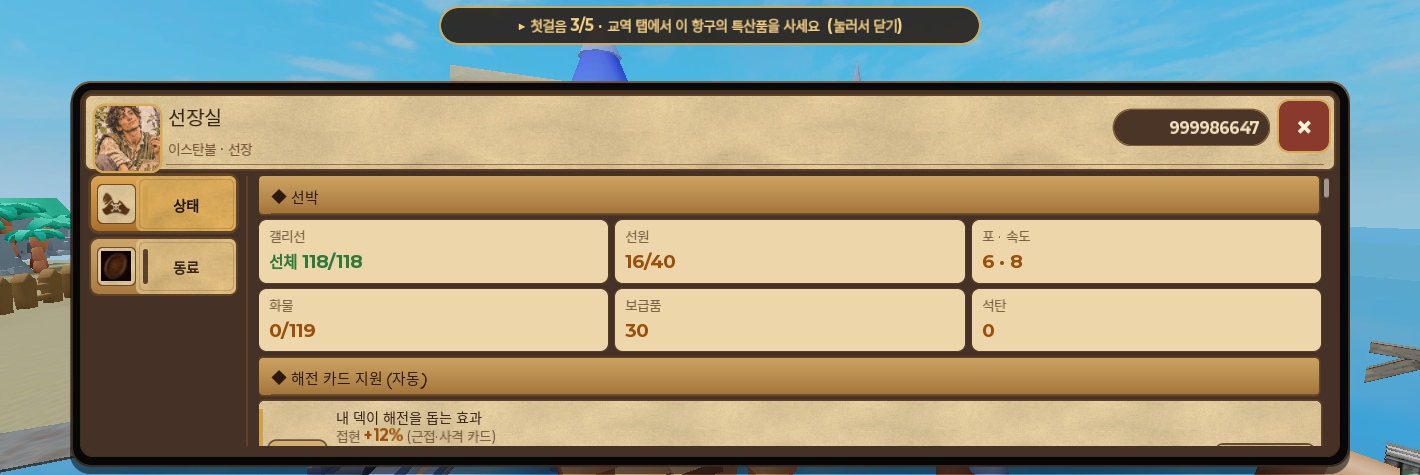 ▸ 첫걸음 3/5 · 교역 탭에서 이 항구의 특산품을 사세요 (눌러서 닫기)
선장실
이스탄불 · 선장
999986647
×
상태
동료
◆ 선박
갤리선
선체 118/118
선원
16/40
포 · 속도
6 · 8
화물
0/119
보급품
30
석탄
0
◆ 해전 카드 지원 (자동)
내 덱이 해전을 돕는 효과
접현 +12% (근접·사격 카드)